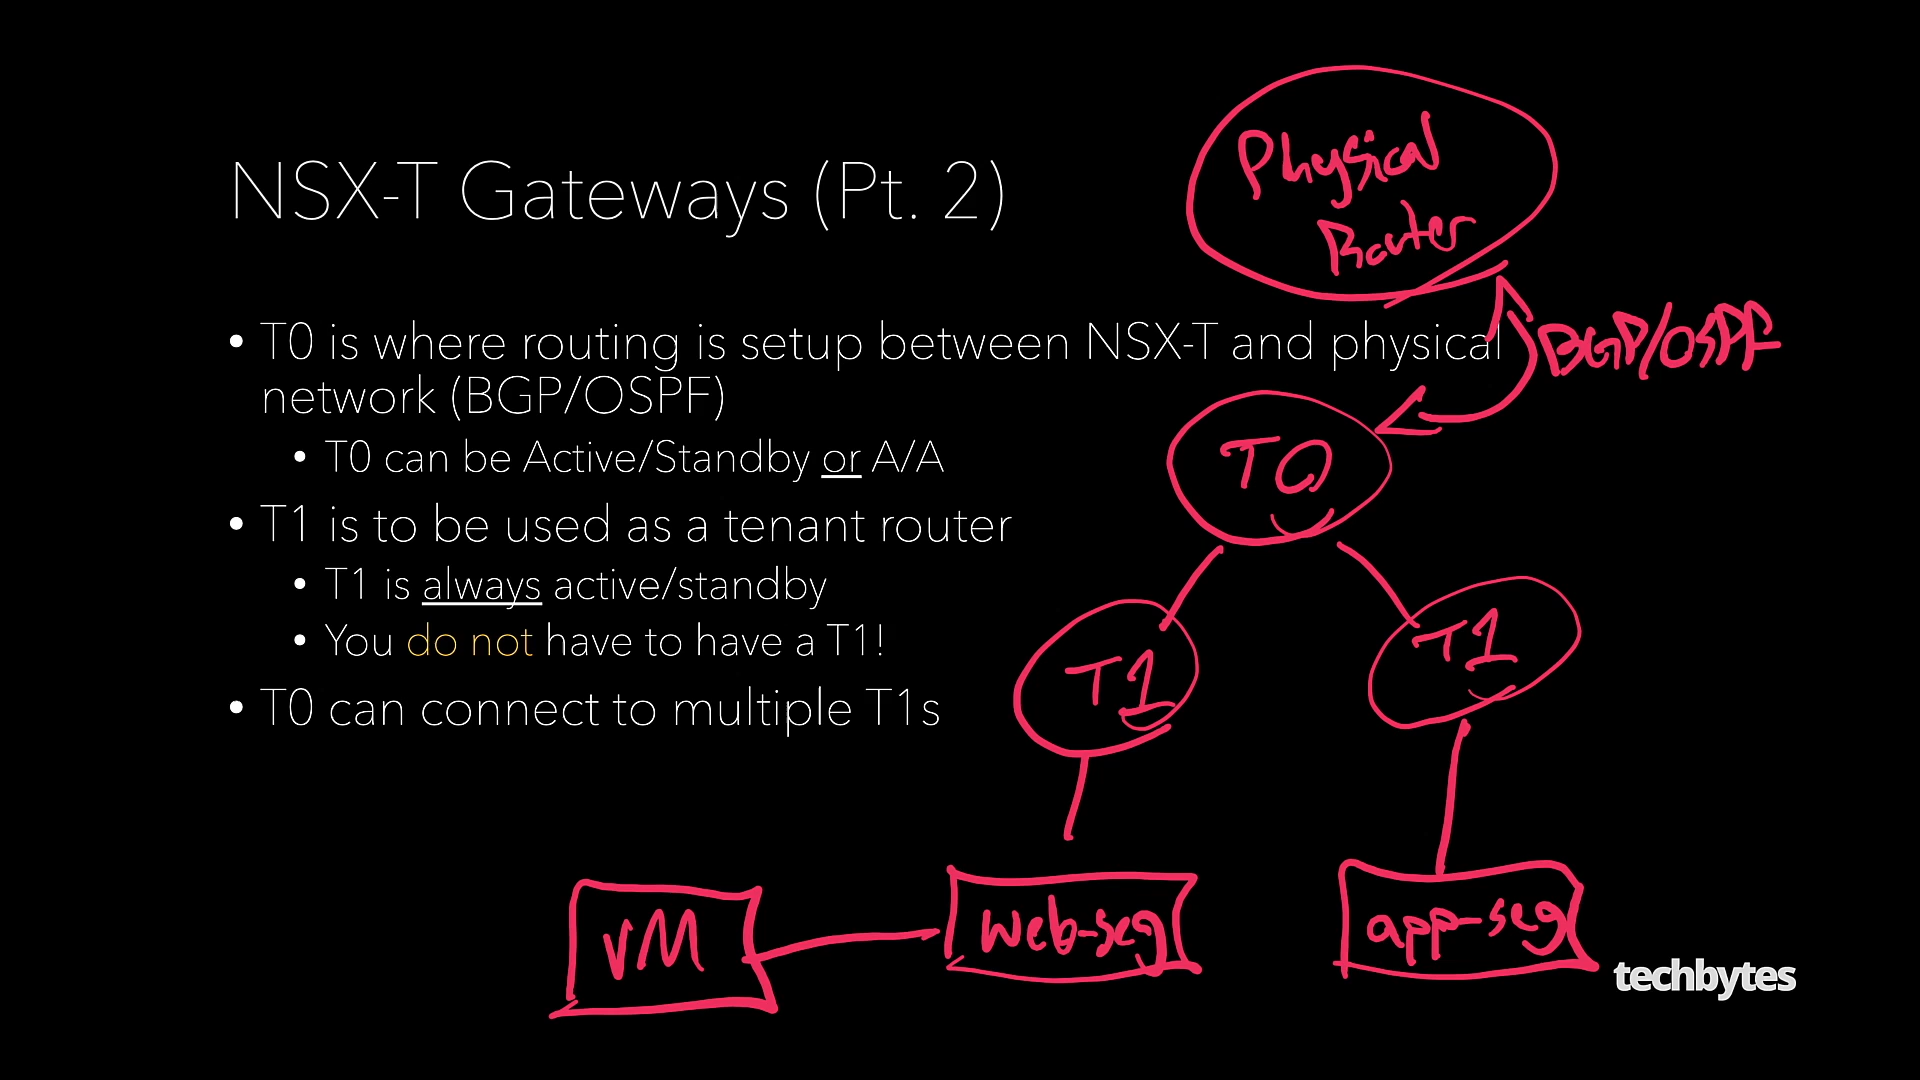 NSX-T Gateways (Pt. 2)
• T0 is where routing is setup between NSX-T and physical
network (BGP/OSPF)
• T0 can be Active/Standby or A/A
• T1 is to be used as a tenant router
• T1 is always active/standby
• You do not have to have a T1!
• T0 can connect to multiple T1s
Physical
Router
BGP/OSPF
T0
T1
T1
VM
web-seg
app-seg
techbytes